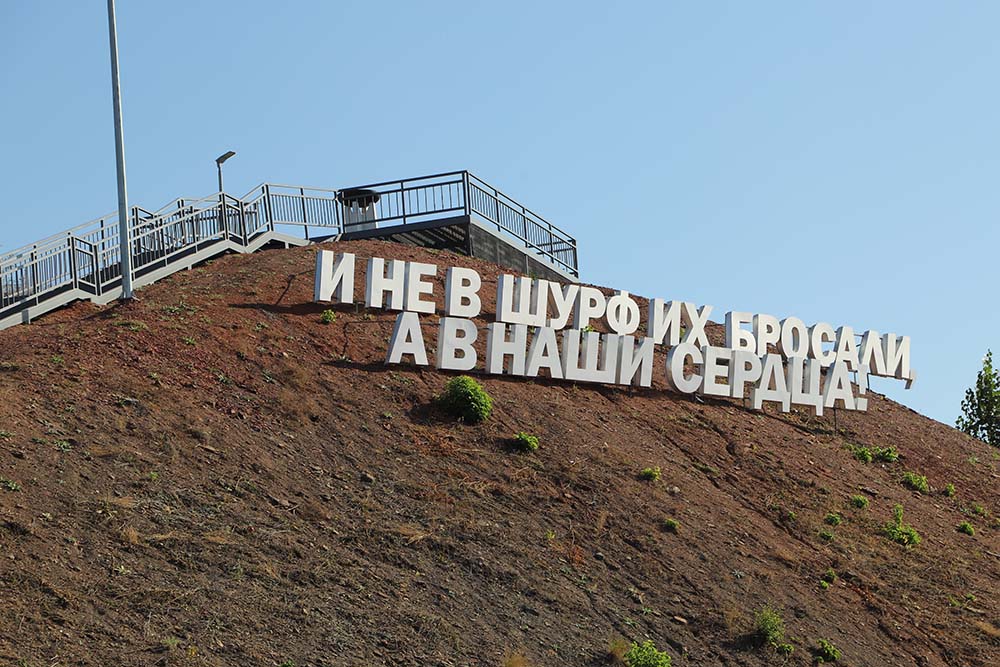 И НЕ В ШУРФ ИХ БРОСАЛИ,
А В НАШИ СЕРДЦА!